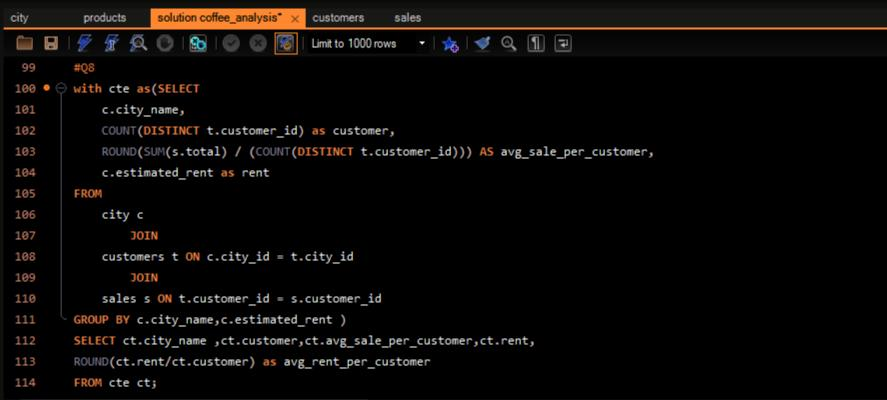 city products solution coffee_analysis* × customers sales
Limit to 1000 rows
99 #Q8
100 with cte as(SELECT
101 c.city_name,
102 COUNT(DISTINCT t.customer_id) as customer,
103 ROUND(SUM(s.total) / (COUNT(DISTINCT t.customer_id))) AS avg_sale_per_customer,
104 c.estimated_rent as rent
105 FROM
106 city c
107 JOIN
108 customers t ON c.city_id = t.city_id
109 JOIN
110 sales s ON t.customer_id = s.customer_id
111 GROUP BY c.city_name,c.estimated_rent )
112 SELECT ct.city_name ,ct.customer,ct.avg_sale_per_customer,ct.rent,
113 ROUND(ct.rent/ct.customer) as avg_rent_per_customer
114 FROM cte ct;